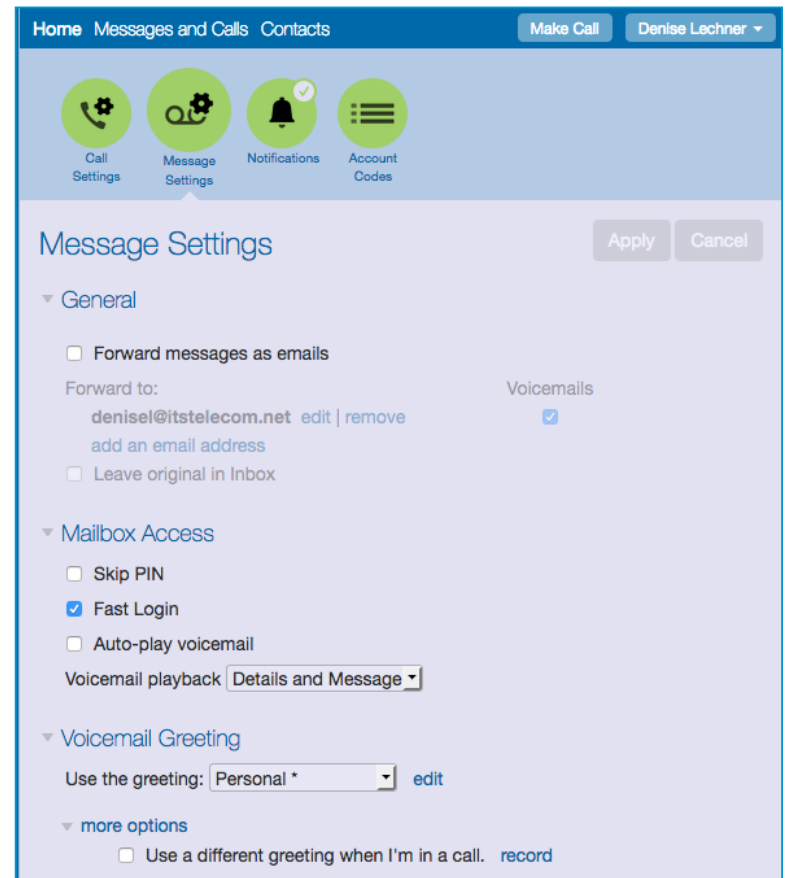 Home Messages and Calls Contacts Make Call Denise Lechner
Call Settings
Message Settings
Notifications
Account Codes
Message Settings Apply Cancel
General
Forward messages as emails
Forward to: Voicemails
denisel@itstelecom.net edit | remove
add an email address
Leave original in Inbox
Mailbox Access
Skip PIN
Fast Login
Auto-play voicemail
Voicemail playback Details and Message
Voicemail Greeting
Use the greeting: Personal * edit
more options
Use a different greeting when I'm in a call. record